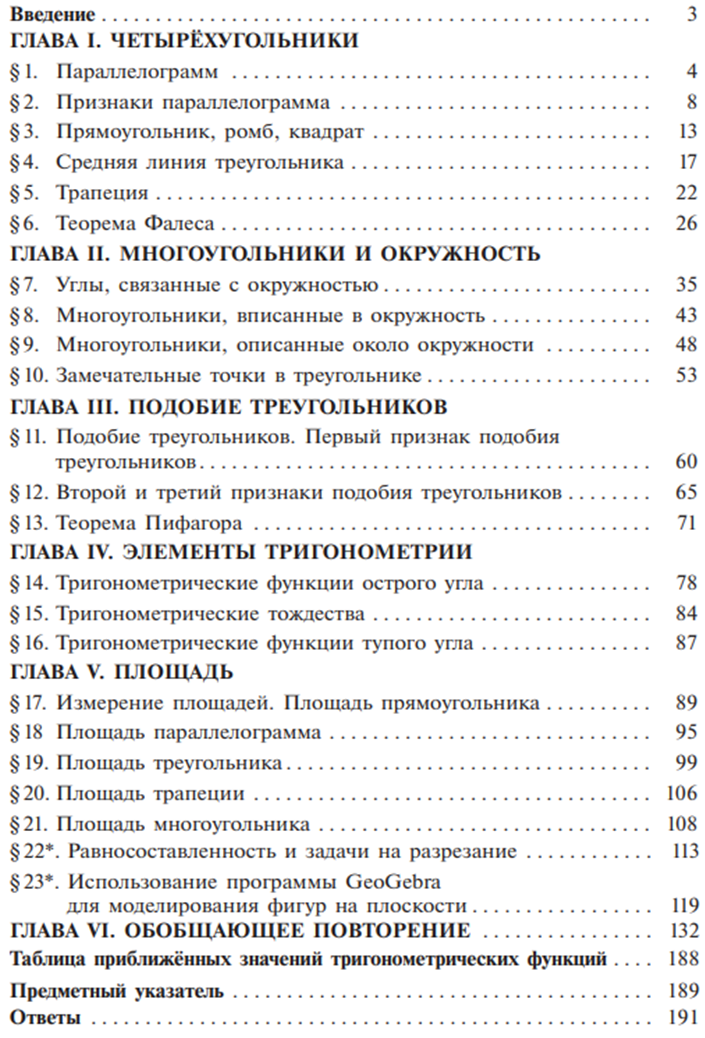 Введение . . . . . . . . . . . . . . . . . . . . 3
ГЛАВА I. ЧЕТЫРЁХУГОЛЬНИКИ
§ 1. Параллелограмм . . . . . . . . . . . . . . . . . . . . 4
§ 2. Признаки параллелограмма . . . . . . . . . . . . . . . . . . . . 8
§ 3. Прямоугольник, ромб, квадрат . . . . . . . . . . . . . . . . . . . . 13
§ 4. Средняя линия треугольника . . . . . . . . . . . . . . . . . . . . 17
§ 5. Трапеция . . . . . . . . . . . . . . . . . . . . 22
§ 6. Теорема Фалеса . . . . . . . . . . . . . . . . . . . . 26
ГЛАВА II. МНОГОУГОЛЬНИКИ И ОКРУЖНОСТЬ
§ 7. Углы, связанные с окружностью . . . . . . . . . . . . . . . . . . . . 35
§ 8. Многоугольники, вписанные в окружность . . . . . . . . . . . . 43
§ 9. Многоугольники, описанные около окружности . . . . . . . . . . 48
§ 10. Замечательные точки в треугольнике . . . . . . . . . . . . . . . . . 53
ГЛАВА III. ПОДОБИЕ ТРЕУГОЛЬНИКОВ
§ 11. Подобие треугольников. Первый признак подобия
треугольников . . . . . . . . . . . . . . . . . . . . 60
§ 12. Второй и третий признаки подобия треугольников . . . . . . . . 65
§ 13. Теорема Пифагора . . . . . . . . . . . . . . . . . . . . 71
ГЛАВА IV. ЭЛЕМЕНТЫ ТРИГОНОМЕТРИИ
§ 14. Тригонометрические функции острого угла . . . . . . . . . . . . 78
§ 15. Тригонометрические тождества . . . . . . . . . . . . . . . . . . . . 84
§ 16. Тригонометрические функции тупого угла . . . . . . . . . . . . . 87
ГЛАВА V. ПЛОЩАДЬ
§ 17. Измерение площадей. Площадь прямоугольника . . . . . . . . . . 89
§ 18 Площадь параллелограмма . . . . . . . . . . . . . . . . . . . . 95
§ 19. Площадь треугольника . . . . . . . . . . . . . . . . . . . . 99
§ 20. Площадь трапеции . . . . . . . . . . . . . . . . . . . . 106
§ 21. Площадь многоугольника . . . . . . . . . . . . . . . . . . . . 108
§ 22*. Равносоставленность и задачи на разрезание . . . . . . . . . . . . 113
§ 23*. Использование программы GeoGebra
для моделирования фигур на плоскости . . . . . . . . . . . . . . 119
ГЛАВА VI. ОБОБЩАЮЩЕЕ ПОВТОРЕНИЕ . . . . . . . . . . . . . 132
Таблица приближённых значений тригонометрических функций . . . . 188
Предметный указатель . . . . . . . . . . . . . . . . . . . . 189
Ответы . . . . . . . . . . . . . . . . . . . . 191